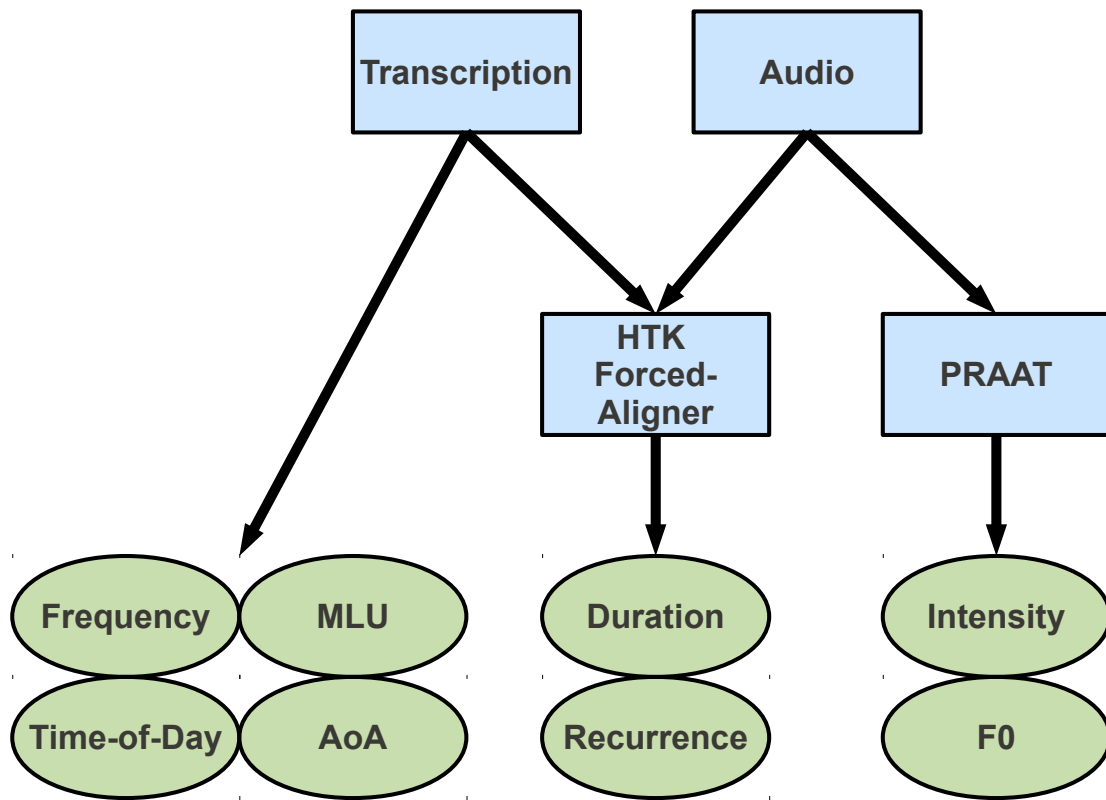 Transcription
Audio
HTK
Forced-
Aligner
PRAAT
Frequency
MLU
Duration
Intensity
Time-of-Day
AoA
Recurrence
F0